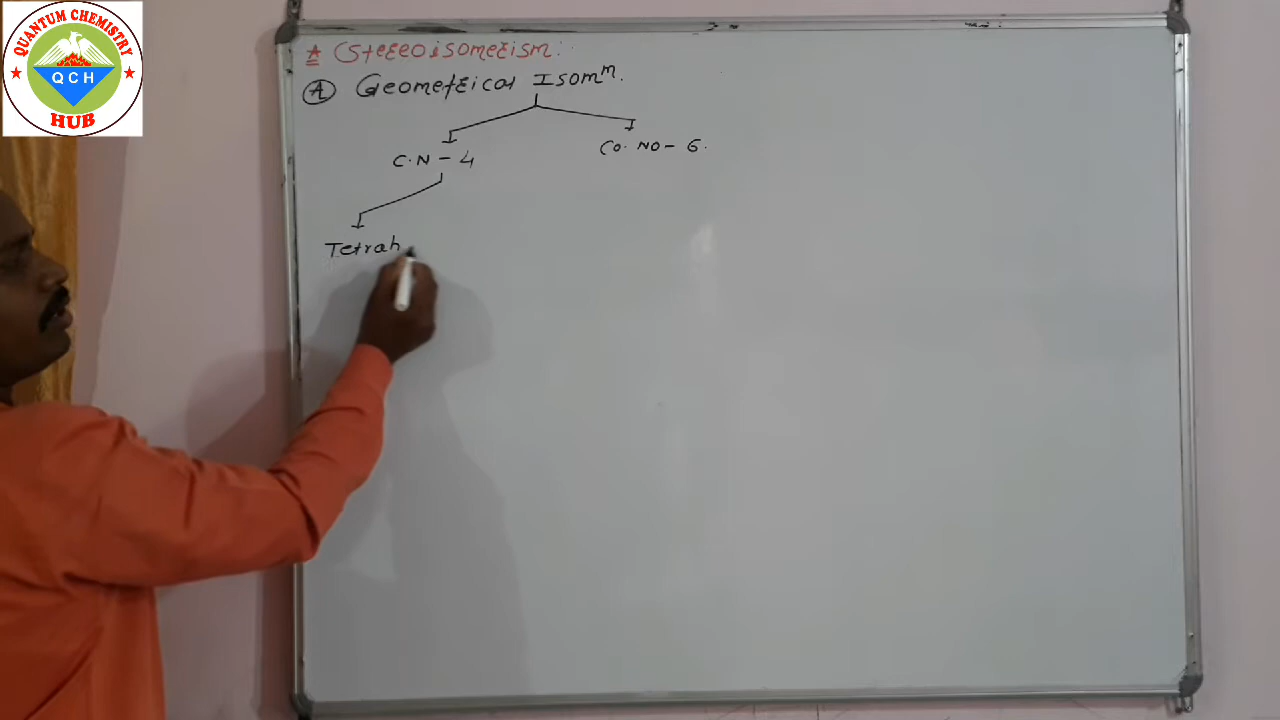 QUANTUM CHEMISTRY
QCH
HUB
* Stereoisomerism.
(A) Geometrical Isomm.
C.N - 4
Co. NO - 6.
Tetrah